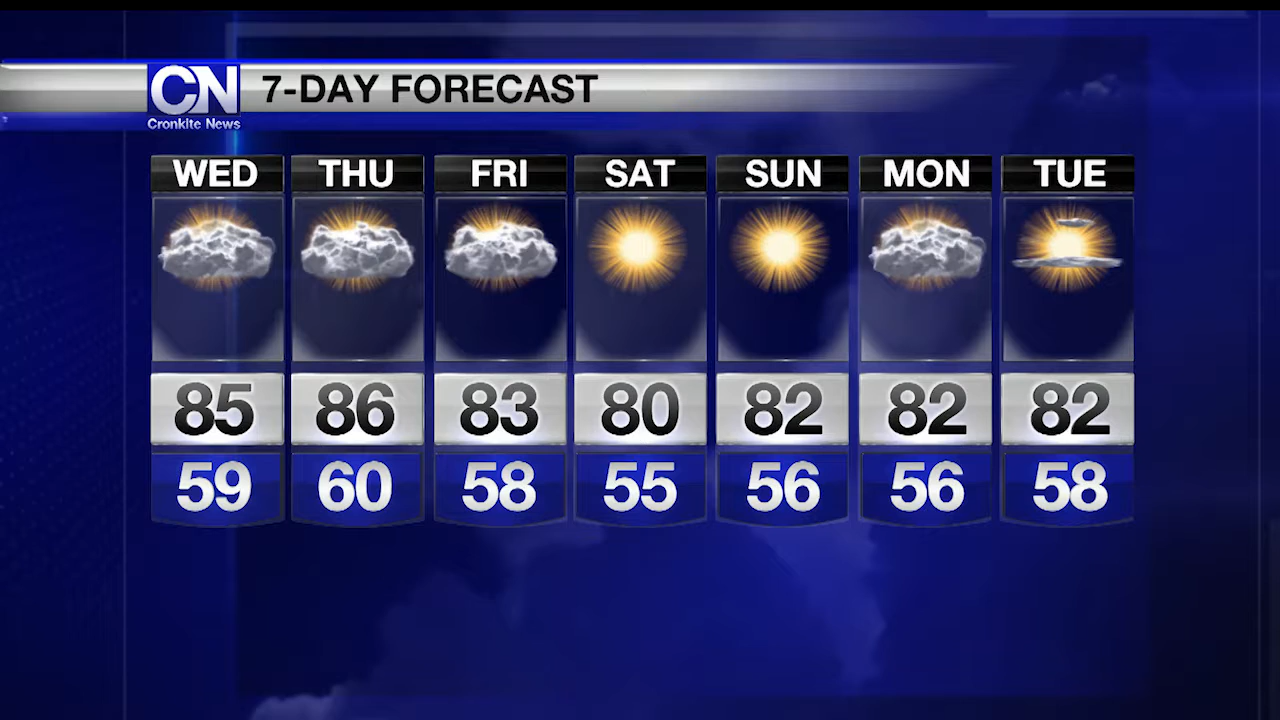 CN 7-DAY FORECAST
Cronkite News
WED THU FRI SAT SUN MON TUE
85 86 83 80 82 82 82
59 60 58 55 56 56 58